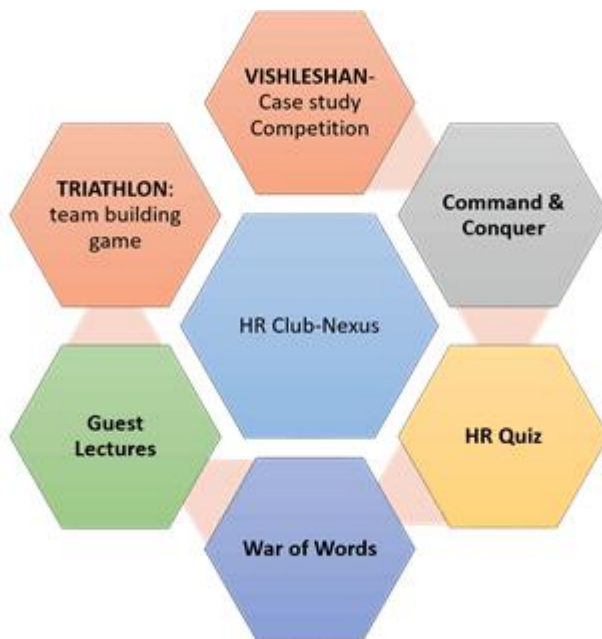 VISHLESHAN-
Case study
Competition
TRIATHLON:
team building
game
Command &
Conquer
HR Club-Nexus
Guest
Lectures
HR Quiz
War of Words